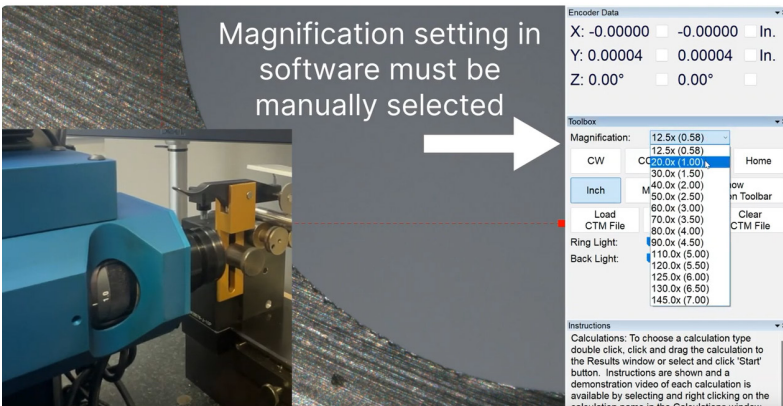 Magnification setting in
software must be
manually selected
Encoder Data
X: -0.00000 -0.00000 In.
Y: 0.00004 0.00004 In.
Z: 0.00° 0.00°
Toolbox
Magnification: 12.5x (0.58)
12.5x (0.58)
20.0x (1.00)
30.0x (1.50)
40.0x (2.00)
50.0x (2.50)
60.0x (3.00)
70.0x (3.50)
80.0x (4.00)
90.0x (4.50)
110.0x (5.00)
120.0x (5.50)
125.0x (6.00)
130.0x (6.50)
145.0x (7.00)
CW Home
Inch
Toolbar
Load Clear
CTM File CTM File
Ring Light:
Back Light:
Instructions
Calculations: To choose a calculation type
double click, click and drag the calculation to
the Results window or select and click 'Start'
button. Instructions are shown and a
demonstration video of each calculation is
available by selecting and right clicking on the
calculation name in the Calculations window